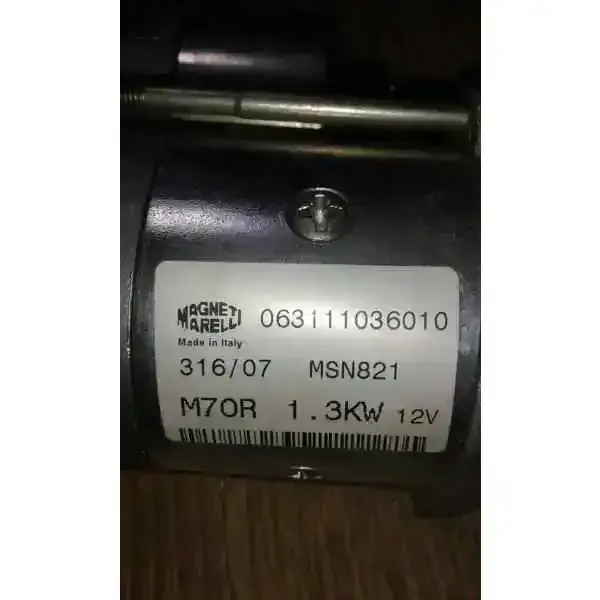 MAGNETI MARELLI
063111036010
Made in Italy
316/07 MSN821
M70R 1.3KW 12V